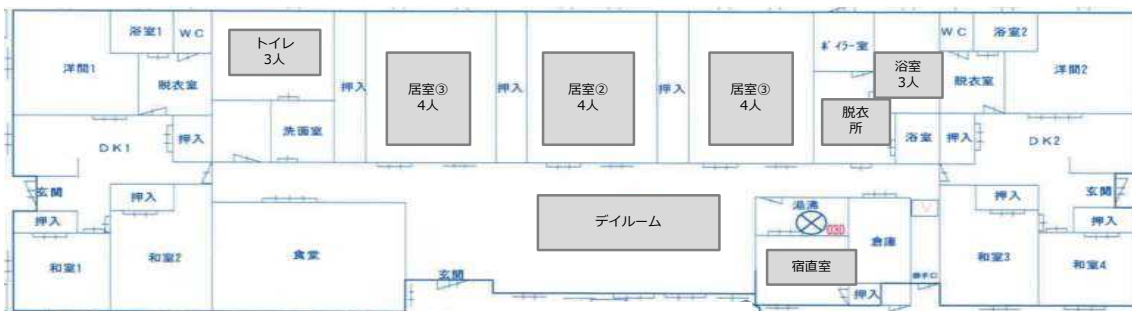 浴室1
WC
トイレ
3人
ボイラー室
WC
浴室2
洋間1
脱衣室
押入
居室③
4人
押入
居室②
4人
押入
居室③
4人
浴室
3人
脱衣室
洋間2
脱衣
所
DK1
押入
洗面室
浴室
押入
DK2
玄関
押入
押入
玄関
押入
デイルーム
湯沸
押入
和室1
和室2
食堂
倉庫
和室3
和室4
玄関
宿直室
押入
勝手口